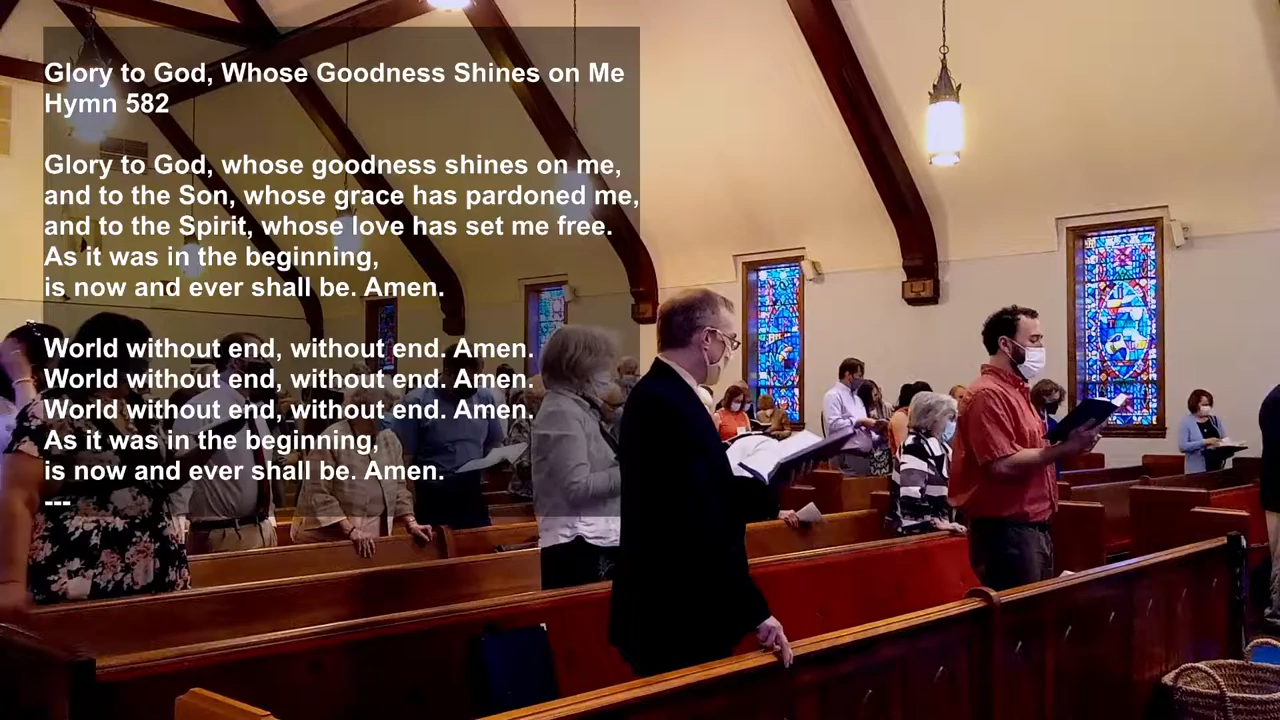 Glory to God, Whose Goodness Shines on Me
Hymn 582
Glory to God, whose goodness shines on me,
and to the Son, whose grace has pardoned me,
and to the Spirit, whose love has set me free.
As it was in the beginning,
is now and ever shall be. Amen.
World without end, without end. Amen.
World without end, without end. Amen.
World without end, without end. Amen.
As it was in the beginning,
is now and ever shall be. Amen.
---